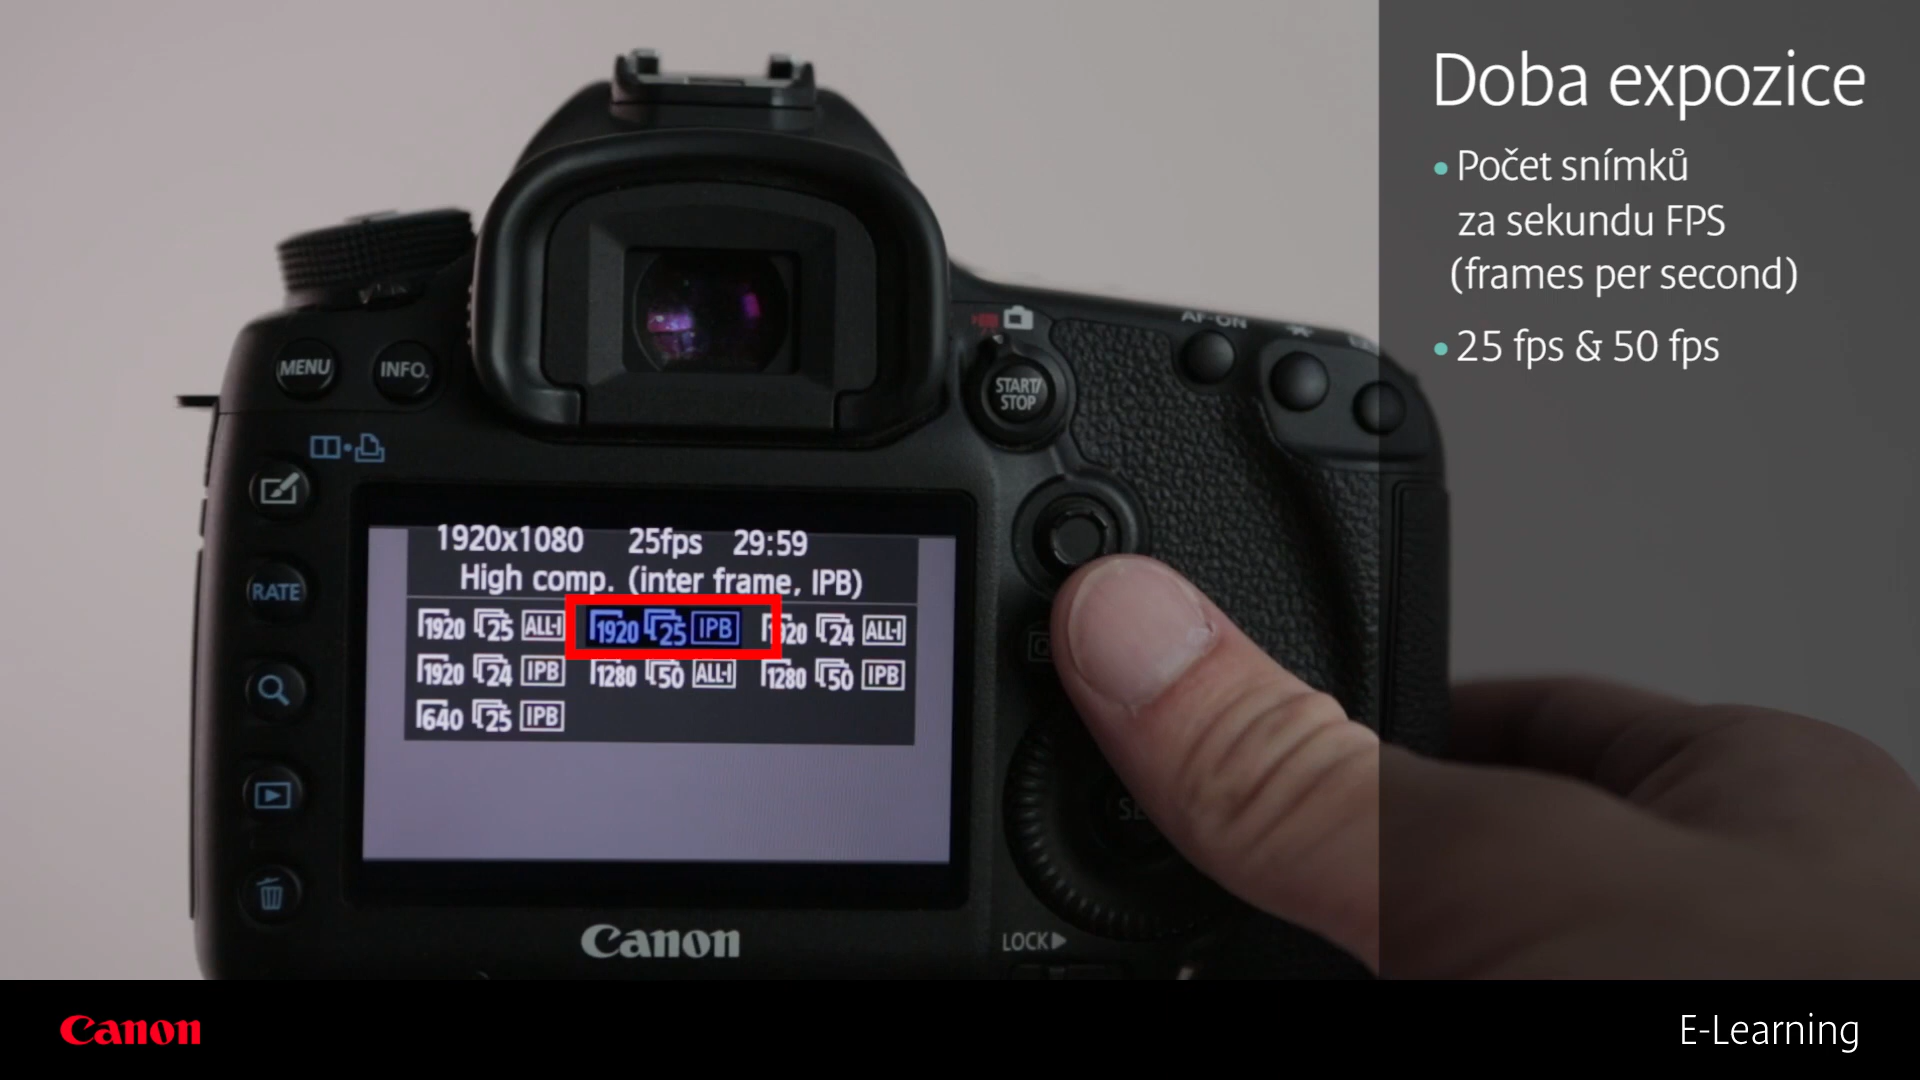 Doba expozice
• Počet snímků
za sekundu FPS
(frames per second)
• 25 fps & 50 fps
AF-ON
MENU
INFO.
START/
STOP
RATE
1920x1080 25fps 29:59
High comp. (inter frame, IPB)
1920 25 ALL-I 1920 25 IPB 1920 24 ALL-I
1920 24 IPB 1280 50 ALL-I 1280 50 IPB
640 25 IPB
Canon
LOCK▶
Canon
E-Learning